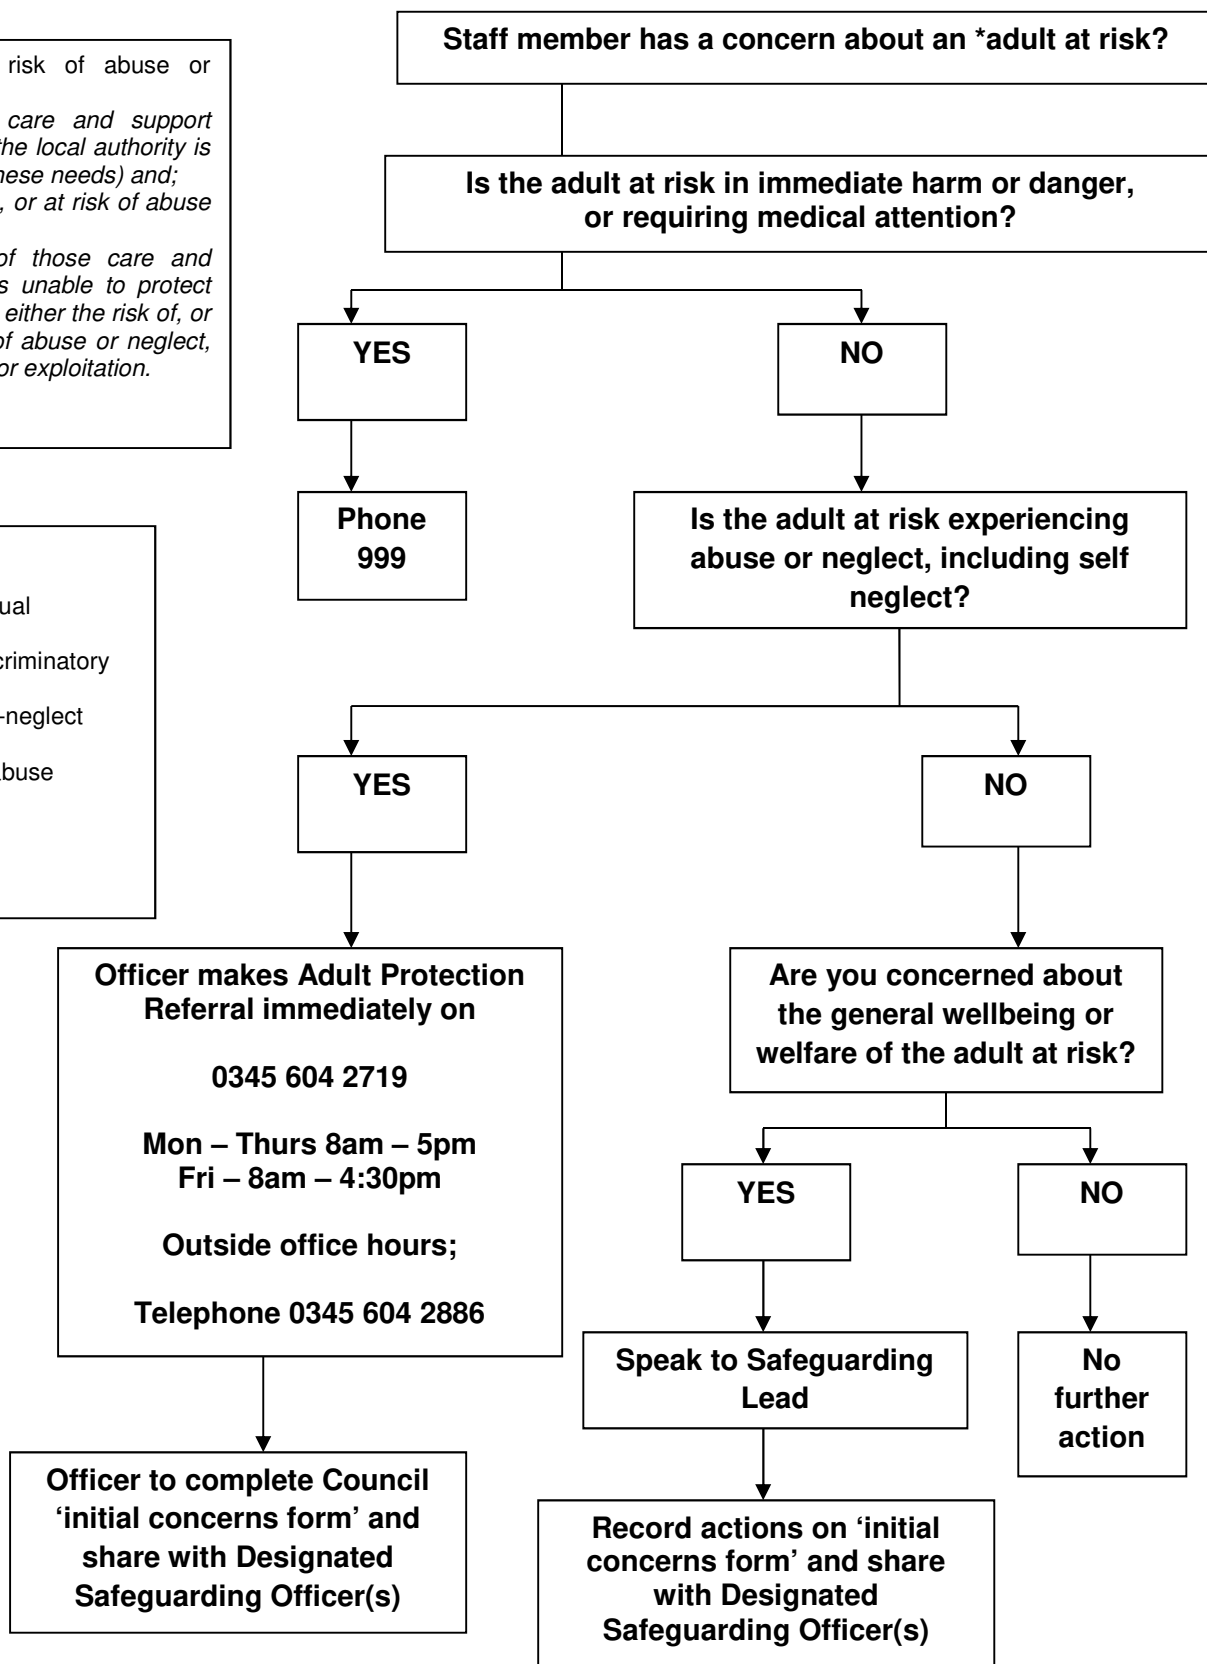 Staff member has a concern about an *adult at risk?
risk of abuse or
care and support
the local authority is
hese needs) and;
, or at risk of abuse
of those care and
s unable to protect
either the risk of, or
of abuse or neglect,
or exploitation.
Is the adult at risk in immediate harm or danger,
or requiring medical attention?
YES
NO
Phone
999
Is the adult at risk experiencing
abuse or neglect, including self
neglect?
ual
criminatory
-neglect
buse
YES
NO
Officer makes Adult Protection
Referral immediately on
0345 604 2719
Mon – Thurs 8am – 5pm
Fri – 8am – 4:30pm
Outside office hours;
Telephone 0345 604 2886
Are you concerned about
the general wellbeing or
welfare of the adult at risk?
YES
NO
Speak to Safeguarding
Lead
No
further
action
Officer to complete Council
‘initial concerns form’ and
share with Designated
Safeguarding Officer(s)
Record actions on ‘initial
concerns form’ and share
with Designated
Safeguarding Officer(s)